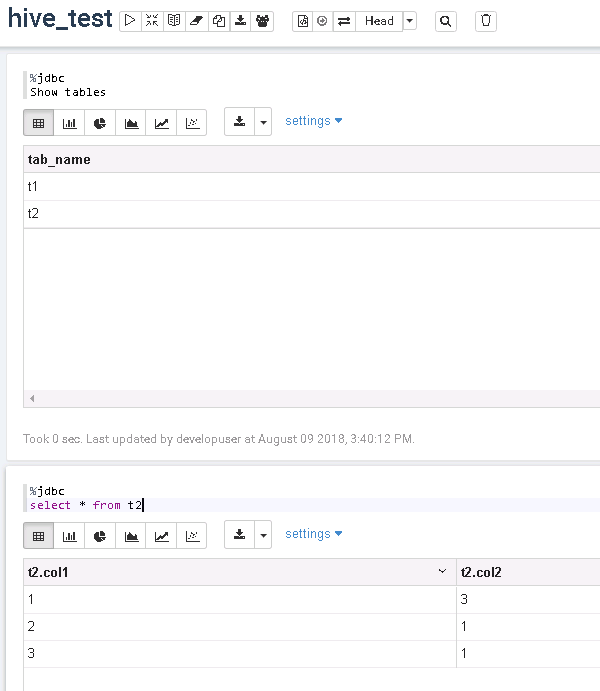 hive_test
Head
%jdbc
Show tables
settings
tab_name
t1
t2
Took 0 sec. Last updated by developuser at August 09 2018, 3:40:12 PM.
%jdbc
select * from t2
settings
t2.col1 t2.col2
1 3
2 1
3 1